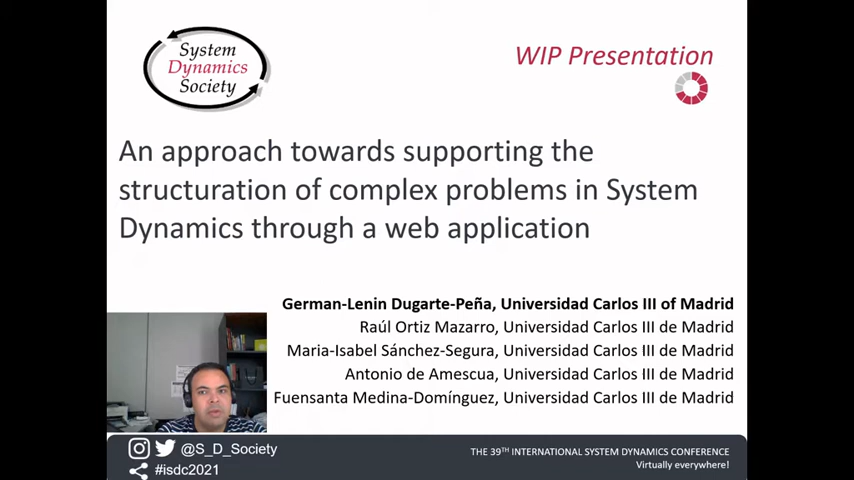 System
Dynamics
Society
WIP Presentation
An approach towards supporting the
structuration of complex problems in System
Dynamics through a web application
German-Lenin Dugarte-Peña, Universidad Carlos III of Madrid
Raúl Ortiz Mazarro, Universidad Carlos III de Madrid
Maria-Isabel Sánchez-Segura, Universidad Carlos III de Madrid
Antonio de Amescua, Universidad Carlos III de Madrid
Fuensanta Medina-Domínguez, Universidad Carlos III de Madrid
@S_D_Society
#isdc2021
THE 39TH INTERNATIONAL SYSTEM DYNAMICS CONFERENCE
Virtually everywhere!